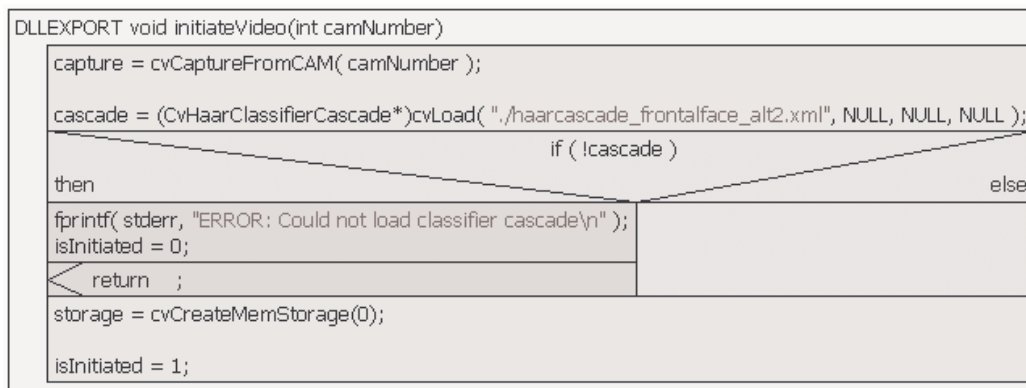 DLLEXPORT void initiateVideo(int camNumber)
capture = cvCaptureFromCAM( camNumber );
cascade = (CvHaarClassifierCascade*)cvLoad( "./haarcascade_frontalface_alt2.xml", NULL, NULL, NULL );
if ( !cascade )
then else
fprintf( stderr, "ERROR: Could not load classifier cascade\n" );
isInitiated = 0;
return ;
storage = cvCreateMemStorage(0);
isInitiated = 1;